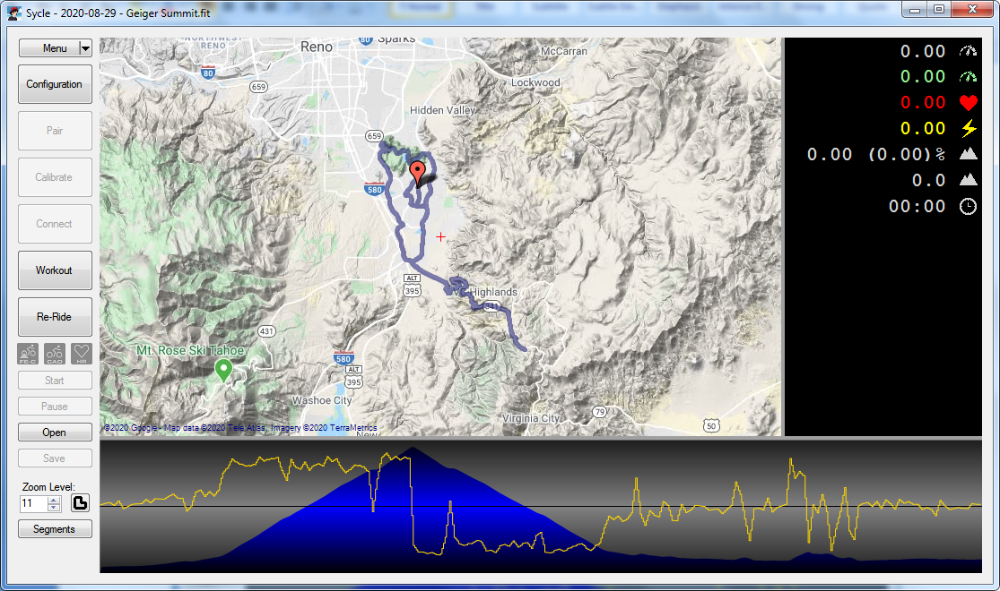 Sycle - 2020-08-29 - Geiger Summit.fit
Menu
Configuration
Pair
Calibrate
Connect
Workout
Re-Ride
FE-C
CAD
HR
Start
Pause
Open
Save
Zoom Level:
11
Segments
NORTHWEST
RENO
Reno
80
Sparks
McCarran
80
659
Lockwood
Hidden Valley
659
580
ALT
395
VC Highlands
341
431
Mt. Rose Ski Tahoe
580
ALT
395
Washoe City
Virginia City
79
50
New
©2020 Google - Map data ©2020 Tele Atlas, Imagery ©2020 TerraMetrics
0.00
0.00
0.00
0.00
0.00 (0.00)%
0.0
00:00